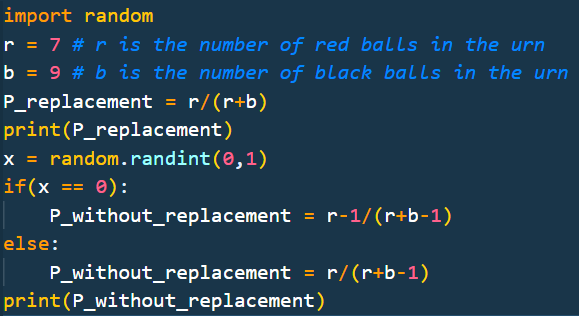 import random
r = 7 # r is the number of red balls in the urn
b = 9 # b is the number of black balls in the urn
P_replacement = r/(r+b)
print(P_replacement)
x = random.randint(0,1)
if(x == 0):
    P_without_replacement = r-1/(r+b-1)
else:
    P_without_replacement = r/(r+b-1)
print(P_without_replacement)